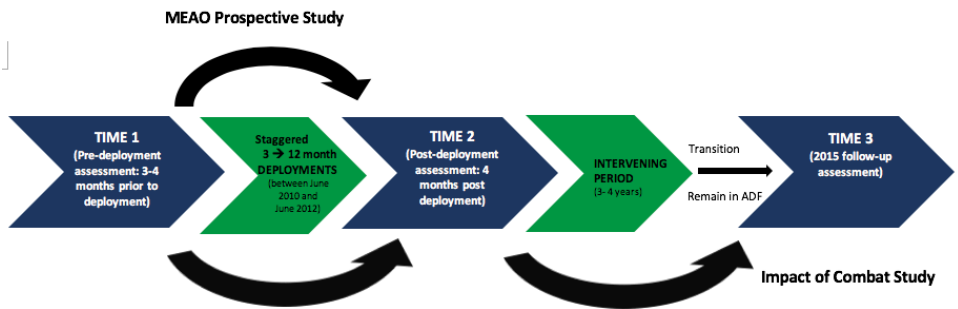 MEAO Prospective Study
TIME 1
(Pre-deployment
assessment: 3-4
months prior to
deployment)
Staggered
3 → 12 month
DEPLOYMENTS
(between June
2010 and
June 2012)
TIME 2
(Post-deployment
assessment: 4
months post
deployment)
INTERVENING
PERIOD
(3- 4 years)
Transition
Remain in ADF
TIME 3
(2015 follow-up
assessment)
Impact of Combat Study